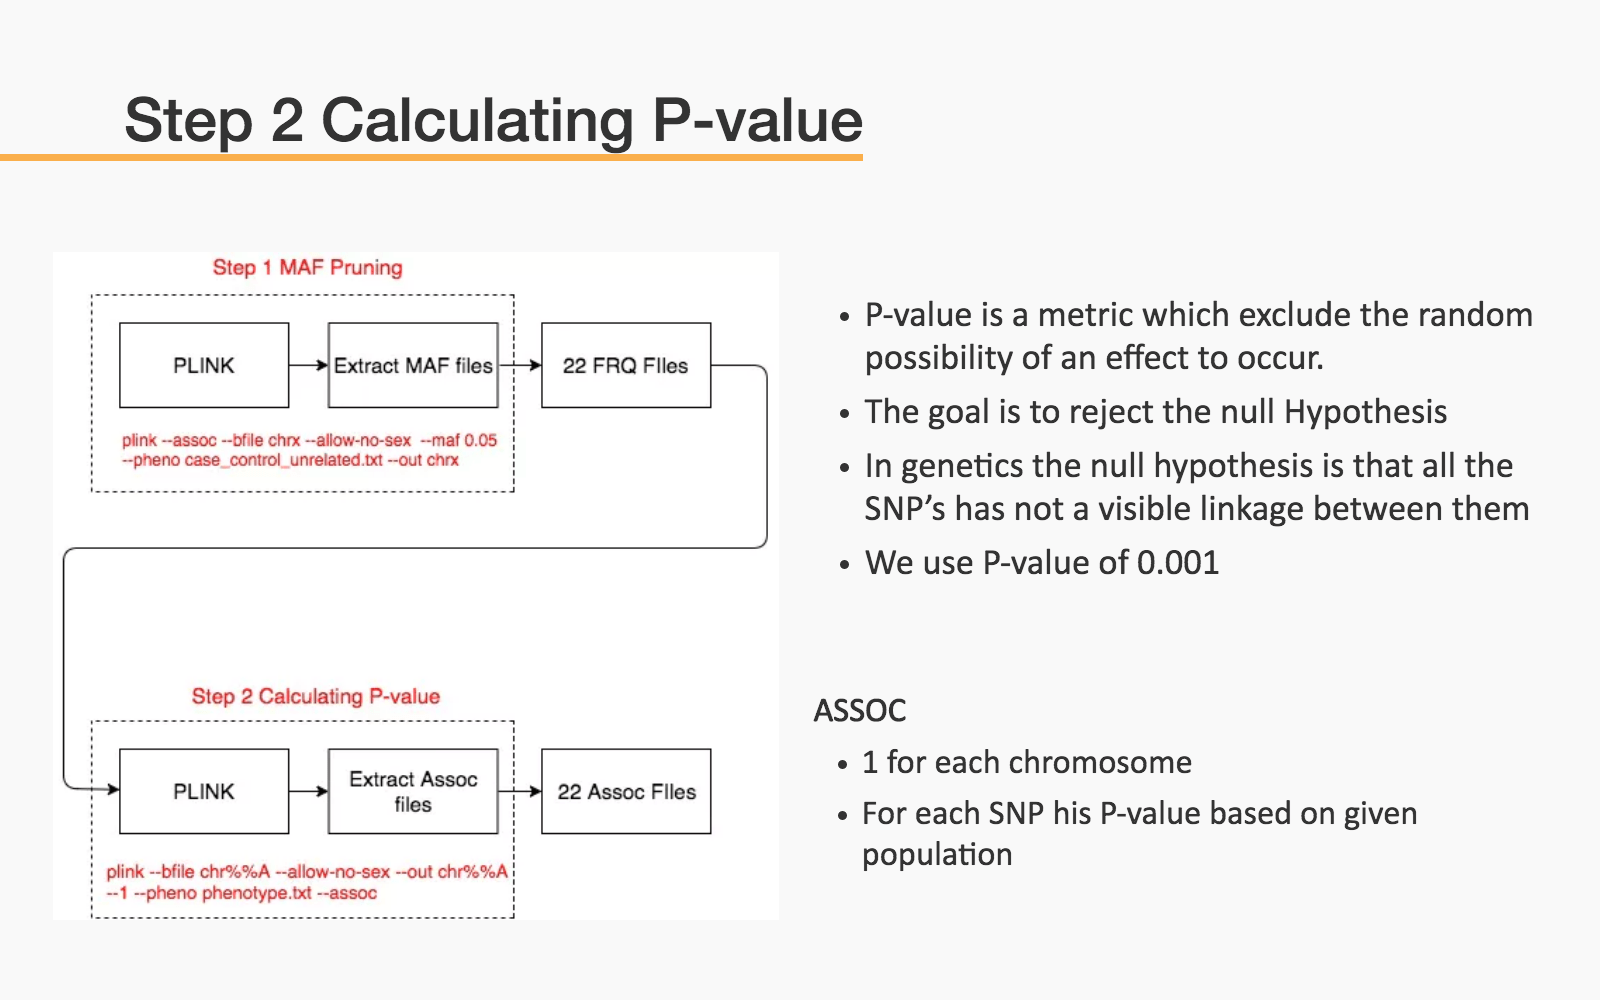 Step 2 Calculating P-value
Step 1 MAF Pruning
PLINK
Extract MAF files
22 FRQ FIles
plink --assoc --bfile chrx --allow-no-sex --maf 0.05
--pheno case_control_unrelated.txt --out chrx
Step 2 Calculating P-value
PLINK
Extract Assoc
files
22 Assoc FIles
plink --bfile chr%%A --allow-no-sex --out chr%%A
--1 --pheno phenotype.txt --assoc
• P-value is a metric which exclude the random
possibility of an effect to occur.
• The goal is to reject the null Hypothesis
• In genetics the null hypothesis is that all the
SNP’s has not a visible linkage between them
• We use P-value of 0.001
ASSOC
• 1 for each chromosome
• For each SNP his P-value based on given
population